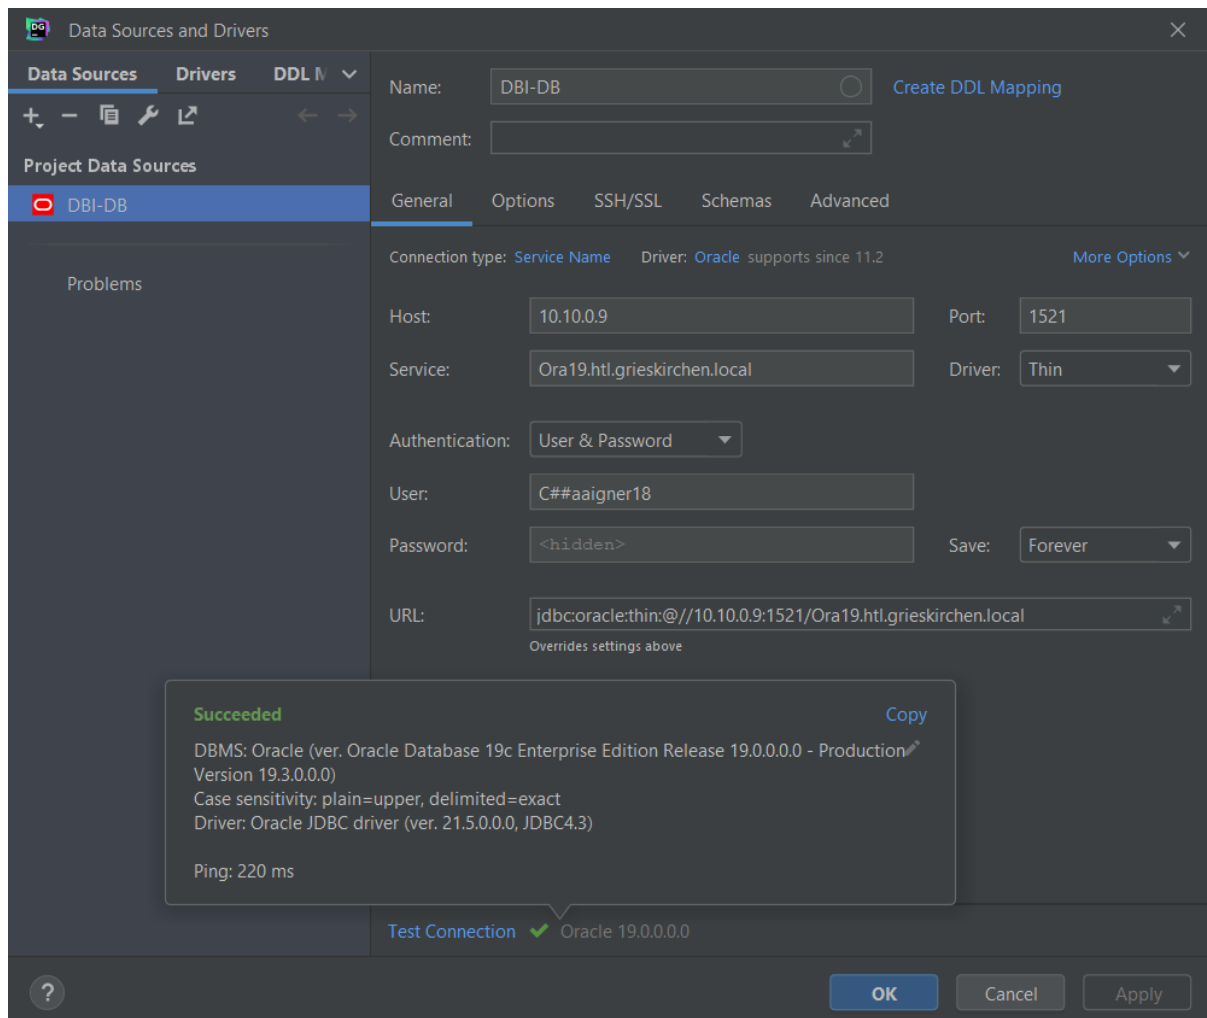 DG
Data Sources and Drivers
Data Sources Drivers DDL M
Project Data Sources
DBI-DB
Problems
Name: DBI-DB Create DDL Mapping
Comment:
General Options SSH/SSL Schemas Advanced
Connection type: Service Name Driver: Oracle supports since 11.2 More Options
Host: 10.10.0.9 Port: 1521
Service: Ora19.htl.grieskirchen.local Driver: Thin
Authentication: User & Password
User: C##aaigner18
Password: <hidden> Save: Forever
URL: jdbc:oracle:thin:@//10.10.0.9:1521/Ora19.htl.grieskirchen.local
Overrides settings above
Succeeded Copy
DBMS: Oracle (ver. Oracle Database 19c Enterprise Edition Release 19.0.0.0.0 - Production
Version 19.3.0.0.0)
Case sensitivity: plain=upper, delimited=exact
Driver: Oracle JDBC driver (ver. 21.5.0.0.0, JDBC4.3)
Ping: 220 ms
Test Connection Oracle 19.0.0.0.0
? OK Cancel Apply